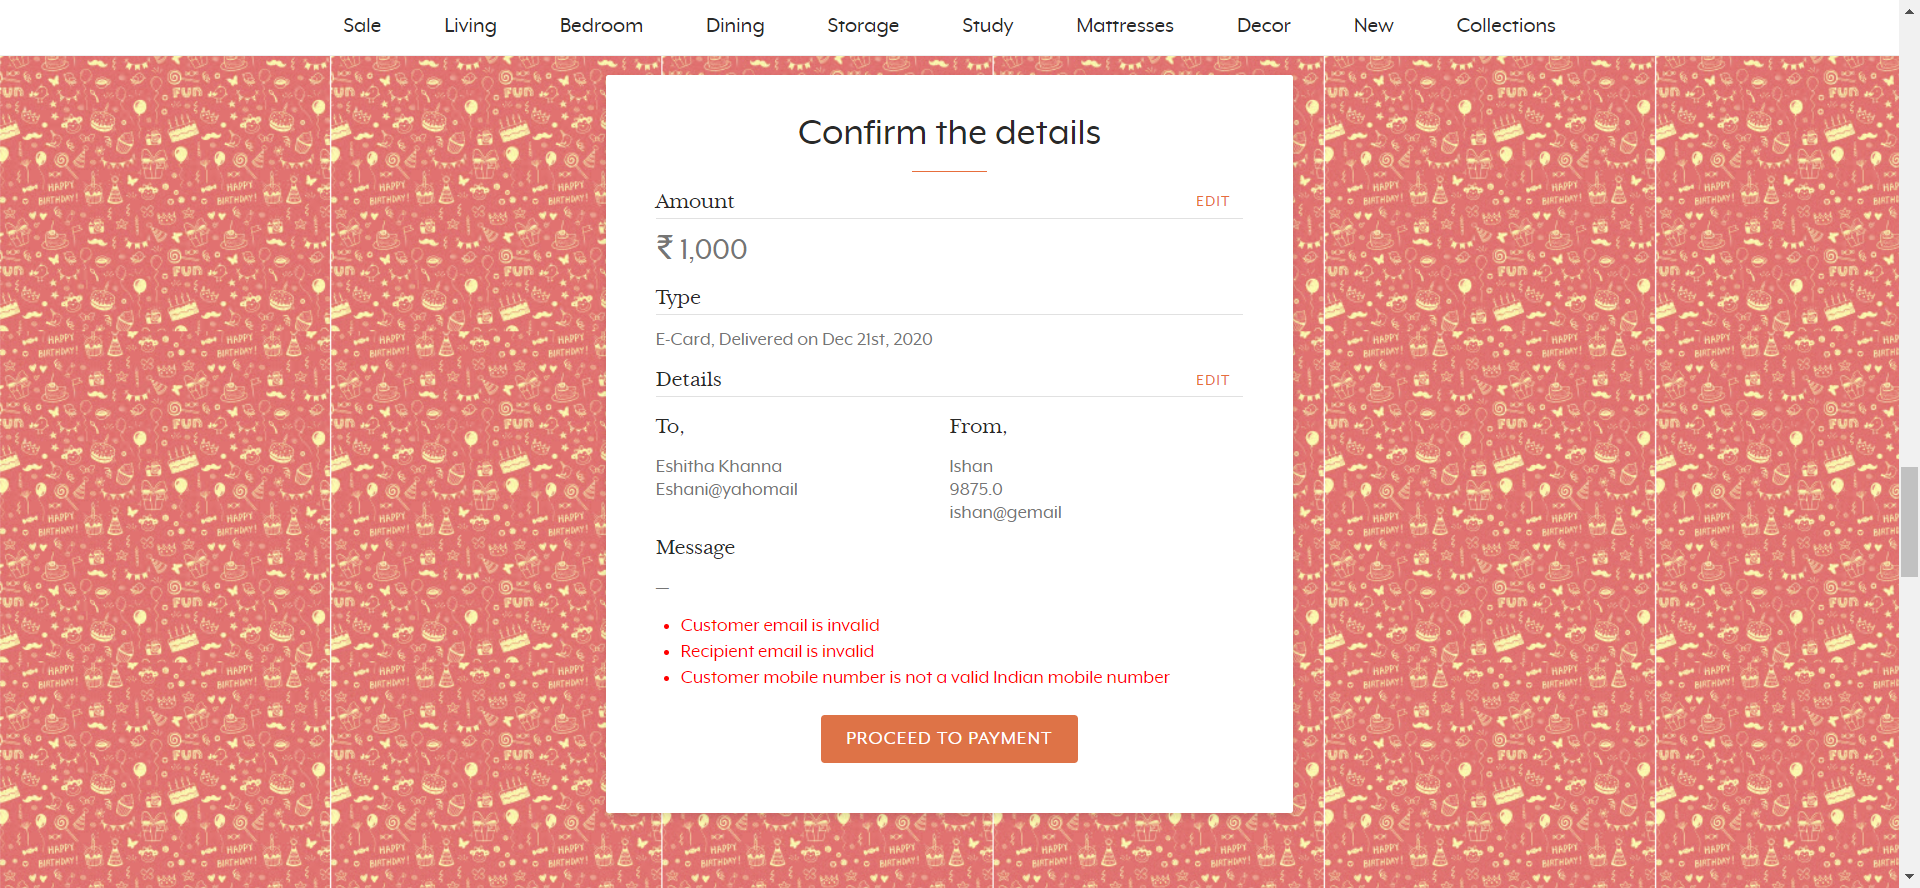 Sale Living Bedroom Dining Storage Study Mattresses Decor New Collections
Confirm the details
Amount EDIT
₹ 1,000
Type
E-Card, Delivered on Dec 21st, 2020
Details EDIT
To, From,
Eshitha Khanna Ishan
Eshani@yahomail 9875.0
ishan@gemail
Message
—
• Customer email is invalid
• Recipient email is invalid
• Customer mobile number is not a valid Indian mobile number
PROCEED TO PAYMENT
FUN
HAPPY
BIRTHDAY!